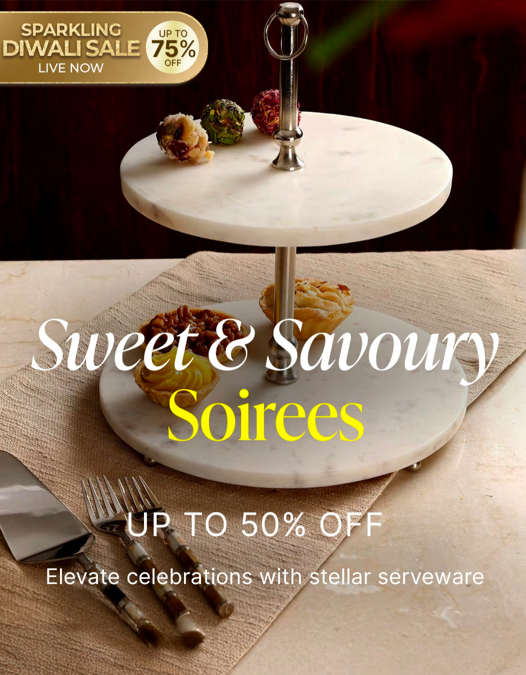 SPARKLING
DIWALI SALE
LIVE NOW
UP TO
75%
OFF
Sweet & Savoury
Soirees
UP TO 50% OFF
Elevate celebrations with stellar serveware